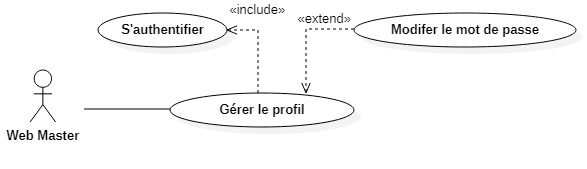 «include»
S'authentifier
«extend»
Modifer le mot de passe
Gérer le profil
Web Master